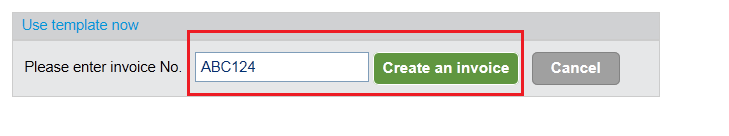 Use template now
Please enter invoice No. ABC124 Create an invoice Cancel